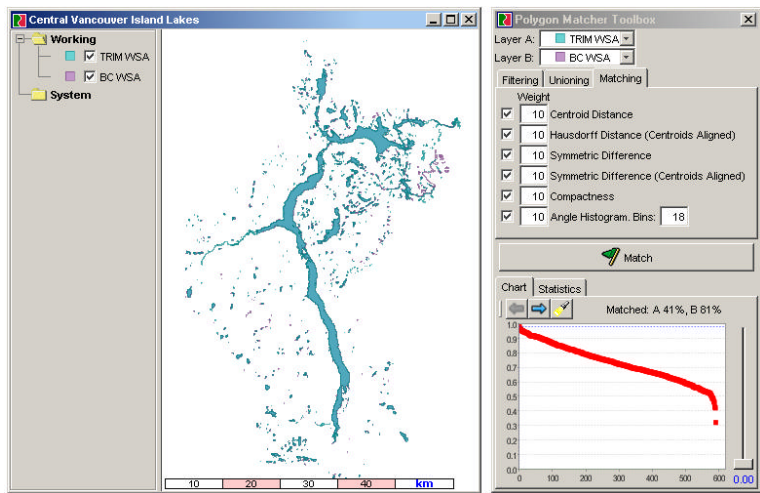 Central Vancouver Island Lakes
Working
TRIM WSA
BC WSA
System
10 20 30 40 km
Polygon Matcher Toolbox
Layer A: TRIM WSA
Layer B: BC WSA
Filtering Unioning Matching
Weight
10 Centroid Distance
10 Hausdorff Distance (Centroids Aligned)
10 Symmetric Difference
10 Symmetric Difference (Centroids Aligned)
10 Compactness
10 Angle Histogram. Bins: 18
Match
Chart Statistics
Matched: A 41%, B 81%
1.0
0.9
0.8
0.7
0.6
0.5
0.4
0.3
0.2
0.1
0.0
0 100 200 300 400 500 600
0.00